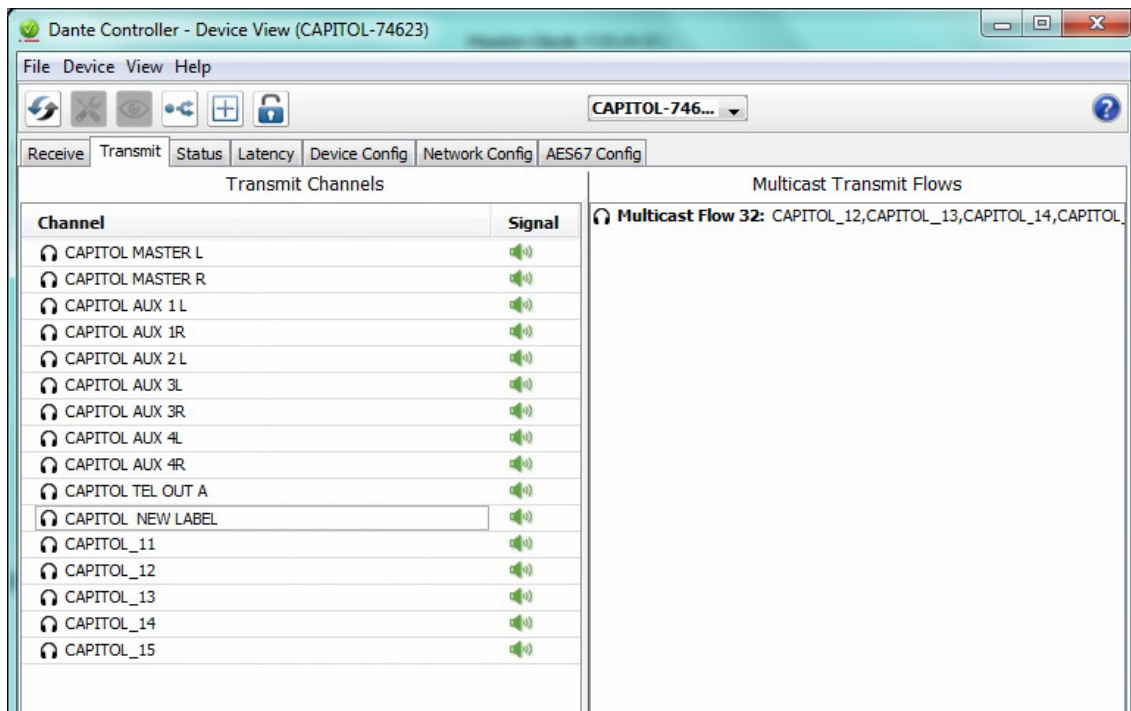 Dante Controller - Device View (CAPITOL-74623)
File Device View Help
CAPITOL-746...
Receive Transmit Status Latency Device Config Network Config AES67 Config
Transmit Channels
Channel Signal
CAPITOL MASTER L
CAPITOL MASTER R
CAPITOL AUX 1 L
CAPITOL AUX 1R
CAPITOL AUX 2 L
CAPITOL AUX 3L
CAPITOL AUX 3R
CAPITOL AUX 4L
CAPITOL AUX 4R
CAPITOL TEL OUT A
CAPITOL NEW LABEL
CAPITOL_11
CAPITOL_12
CAPITOL_13
CAPITOL_14
CAPITOL_15
Multicast Transmit Flows
Multicast Flow 32: CAPITOL_12,CAPITOL_13,CAPITOL_14,CAPITOL_